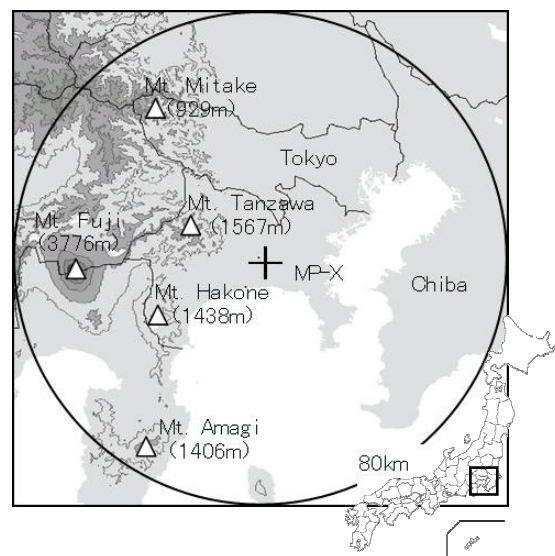 Mt. Mitake
(929m)
Tokyo
Mt. Tanzawa
(1567m)
Mt. Fuji
(3776m)
MP-X
Chiba
Mt. Hakone
(1438m)
Mt. Amagi
(1406m)
80km